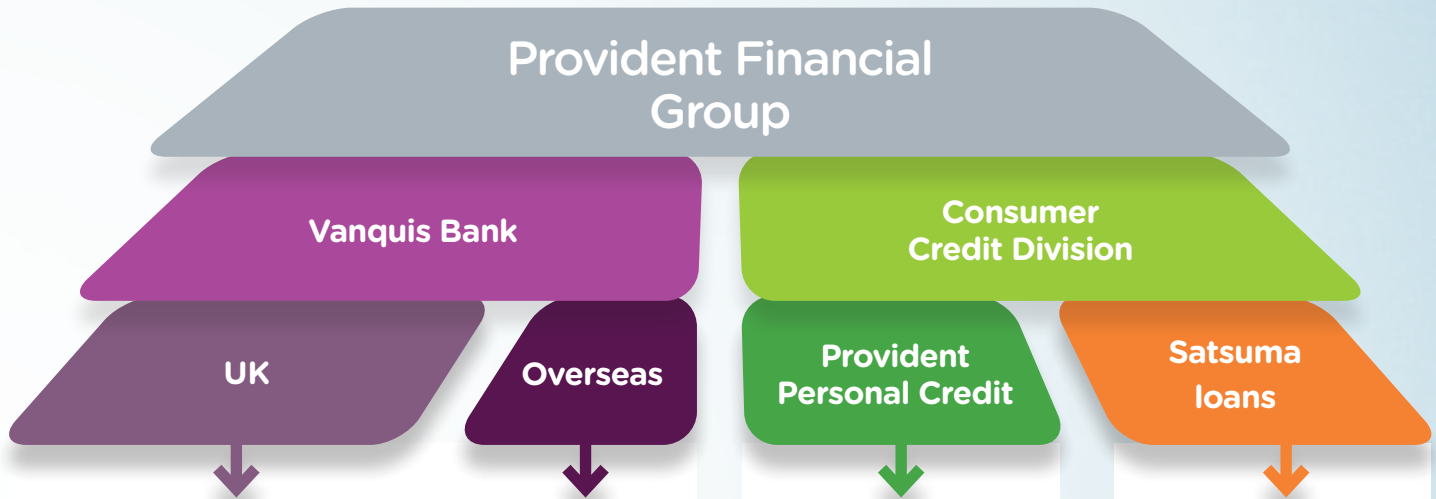 Provident Financial
Group
Vanquis Bank
Consumer
Credit Division
UK
Overseas
Provident
Personal Credit
Satsuma
loans